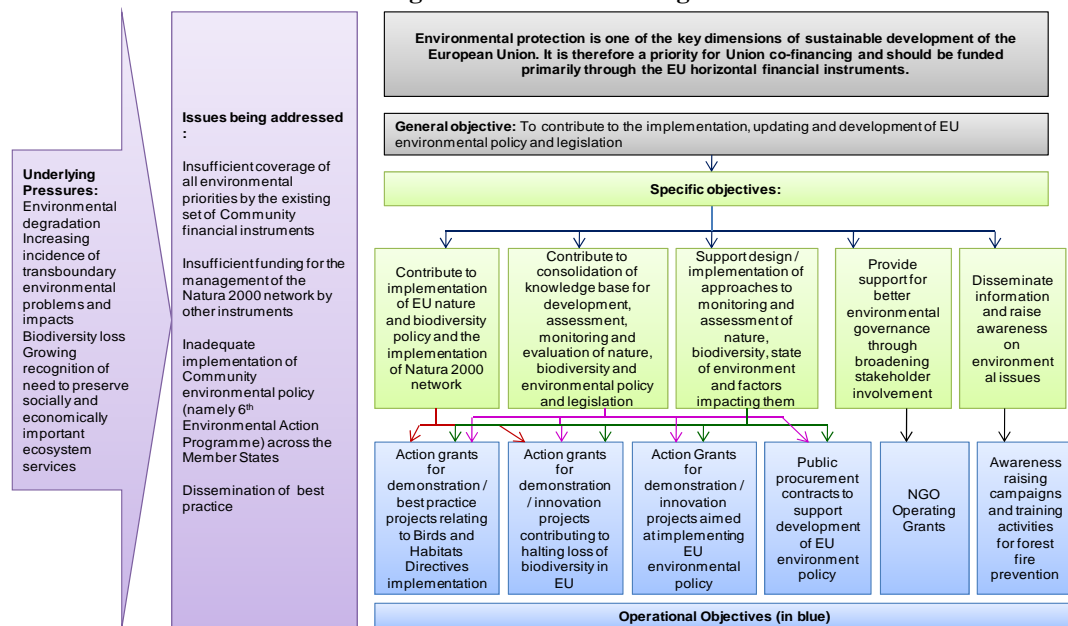 Environmental protection is one of the key dimensions of sustainable development of the
European Union. It is therefore a priority for Union co-financing and should be funded
primarily through the EU horizontal financial instruments.
General objective: To contribute to the implementation, updating and development of EU
environmental policy and legislation
Specific objectives:
Underlying
Pressures:
Environmental
degradation
Increasing
incidence of
transboundary
environmental
problems and
impacts
Biodiversity loss
Growing
recognition of
need to preserve
socially and
economically
important
ecosystem
services
Issues being addressed
:
Insufficient coverage of
all environmental
priorities by the existing
set of Community
financial instruments
Insufficient funding for the
management of the
Natura 2000 network by
other instruments
Inadequate
implementation of
Community
environmental policy
(namely 6th
Environmental Action
Programme) across the
Member States
Dissemination of best
practice
Contribute to
implementation
of EU nature
and biodiversity
policy and the
implementation
of Natura 2000
network
Contribute to
consolidation of
knowledge base for
development,
assessment,
monitoring and
evaluation of nature,
biodiversity and
environmental policy
and legislation
Support design /
implementation of
approaches to
monitoring and
assessment of
nature,
biodiversity, state
of environment
and factors
impacting them
Provide
support for
better
environmental
governance
through
broadening
stakeholder
involvement
Disseminate
information
and raise
awareness
on
environment
al issues
Action grants
for
demonstration /
best practice
projects relating
to Birds and
Habitats
Directives
implementation
Action grants
for
demonstration
/ innovation
projects
contributing to
halting loss of
biodiversity in
EU
Action Grants for
demonstration /
innovation
projects aimed
at implementing
EU
environmental
policy
Public
procurement
contracts to
support
development
of EU
environment
policy
NGO
Operating
Grants
Awareness
raising
campaigns
and training
activities
for forest
fire
prevention
Operational Objectives (in blue)